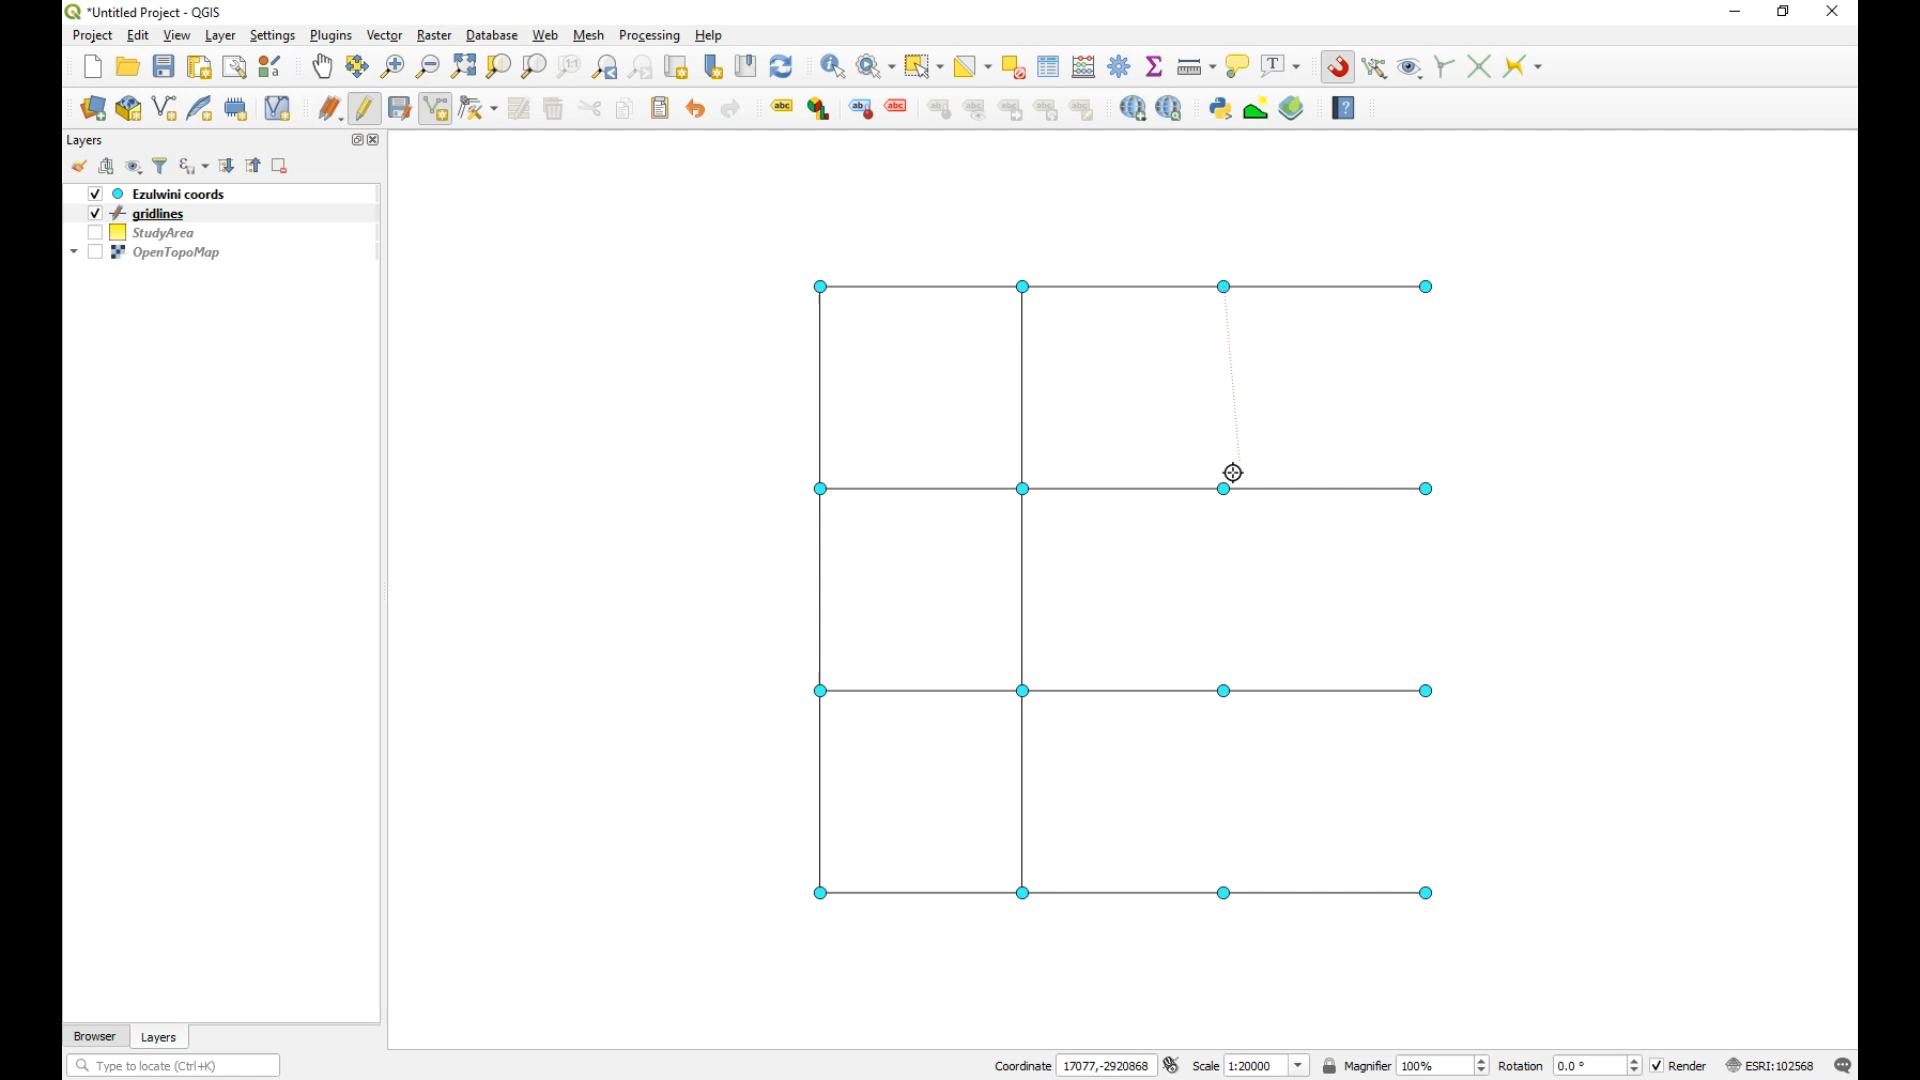 *Untitled Project - QGIS
Project Edit View Layer Settings Plugins Vector Raster Database Web Mesh Processing Help
Layers
Ezulwini coords
gridlines
StudyArea
OpenTopoMap
Browser Layers
Type to locate (Ctrl+K) Coordinate 17077,-2920868 Scale 1:20000 Magnifier 100% Rotation 0.0 ° Render ESRI:102568